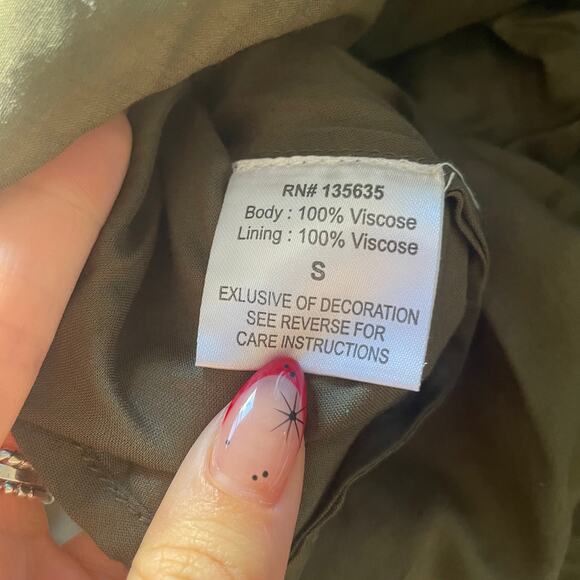 RN# 135635
Body : 100% Viscose
Lining : 100% Viscose
S
EXLUSIVE OF DECORATION
SEE REVERSE FOR
CARE INSTRUCTIONS